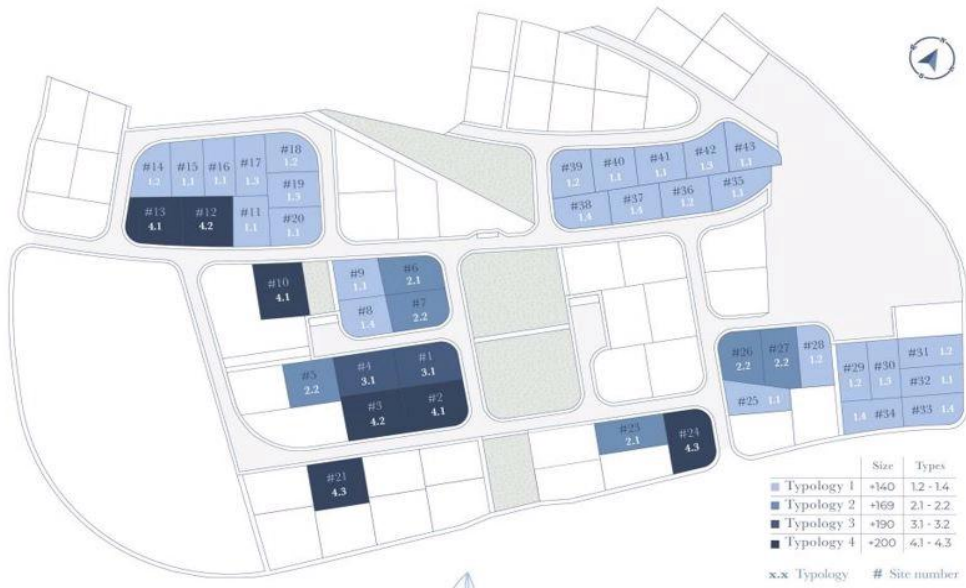 #39 #40 #41 #42 #43
1.2 1.1 1.1 1.3 1.1
#38 #37 #36 #35
1.4 1.4 1.2 1.1
#14 #15 #16 #17 #18
1.2 1.1 1.1 1.3 1.2
#19
1.3
#13 #12 #11 #20
4.1 4.2 1.1 1.1
#10 #9 #6
4.1 1.3 2.1
#8 #7
1.4 2.2
#5 #4 #1
2.2 3.1 3.1
#3 #2
4.2 4.1
#26 #27 #28
2.2 2.2 1.2
#25 1.1
#29 #30 #31 1.2
1.2 1.3 #32 1.1
1.4 #34 #33 1.4
#23 #24
2.1 4.3
#21
4.3
Size Types
Typology 1 +140 1.2 - 1.4
Typology 2 +169 2.1 - 2.2
Typology 3 +190 3.1 - 3.2
Typology 4 +200 4.1 - 4.3
x.x Typology # Site number